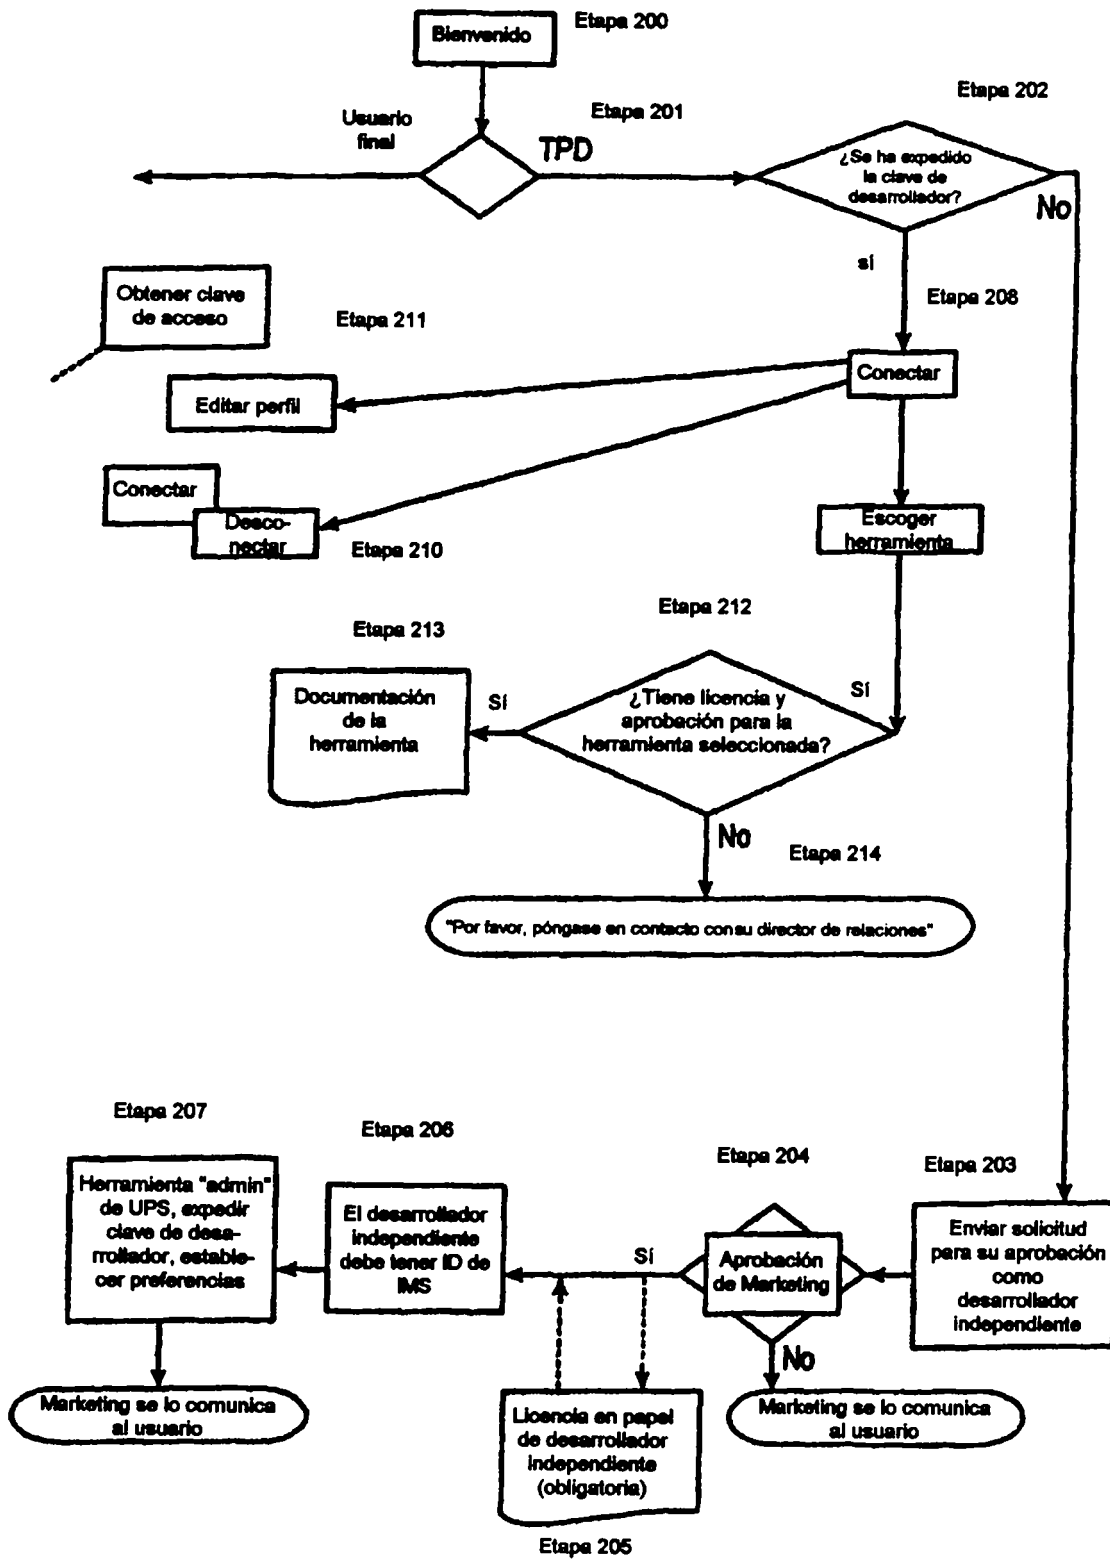 Bienvenido
Etapa 200
Usuario
final
Etapa 201
TPD
Etapa 202
¿Se ha expedido
la clave de
desarrollador?
No
sí
Etapa 208
Obtener clave
de acceso
Etapa 211
Conectar
Editar perfil
Conectar
Desco-
nectar
Etapa 210
Escoger
herramienta
Etapa 212
Etapa 213
Documentación
de la
herramienta
Sí
¿Tiene licencia y
aprobación para la
herramienta seleccionada?
Sí
No
Etapa 214
"Por favor, póngase en contacto con su director de relaciones"
Etapa 207
Etapa 206
Etapa 204
Etapa 203
Herramienta "admin"
de UPS, expedir
clave de desa-
rrollador, estable-
cer preferencias
El desarrollador
independiente
debe tener ID de
IMS
Sí
Aprobación
de Marketing
Enviar solicitud
para su aprobación
como
desarrollador
independiente
No
Marketing se lo comunica
al usuario
Licencia en papel
de desarrollador
independiente
(obligatoria)
Marketing se lo comunica
al usuario
Etapa 205